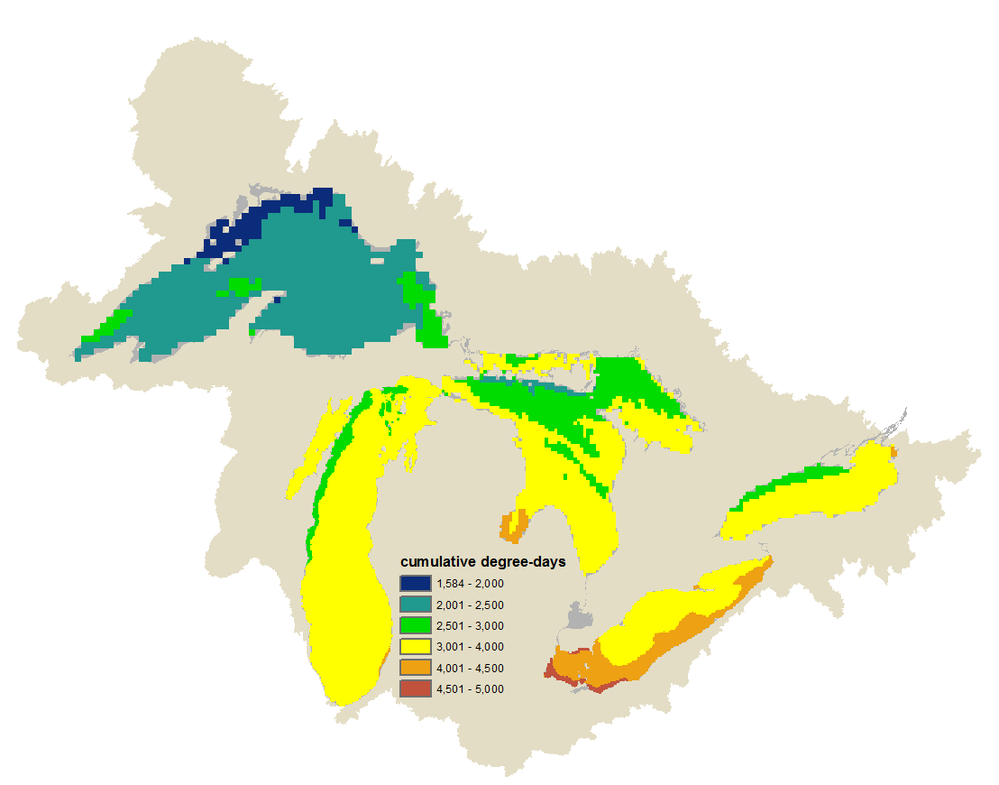 cumulative degree-days
1,584 - 2,000
2,001 - 2,500
2,501 - 3,000
3,001 - 4,000
4,001 - 4,500
4,501 - 5,000